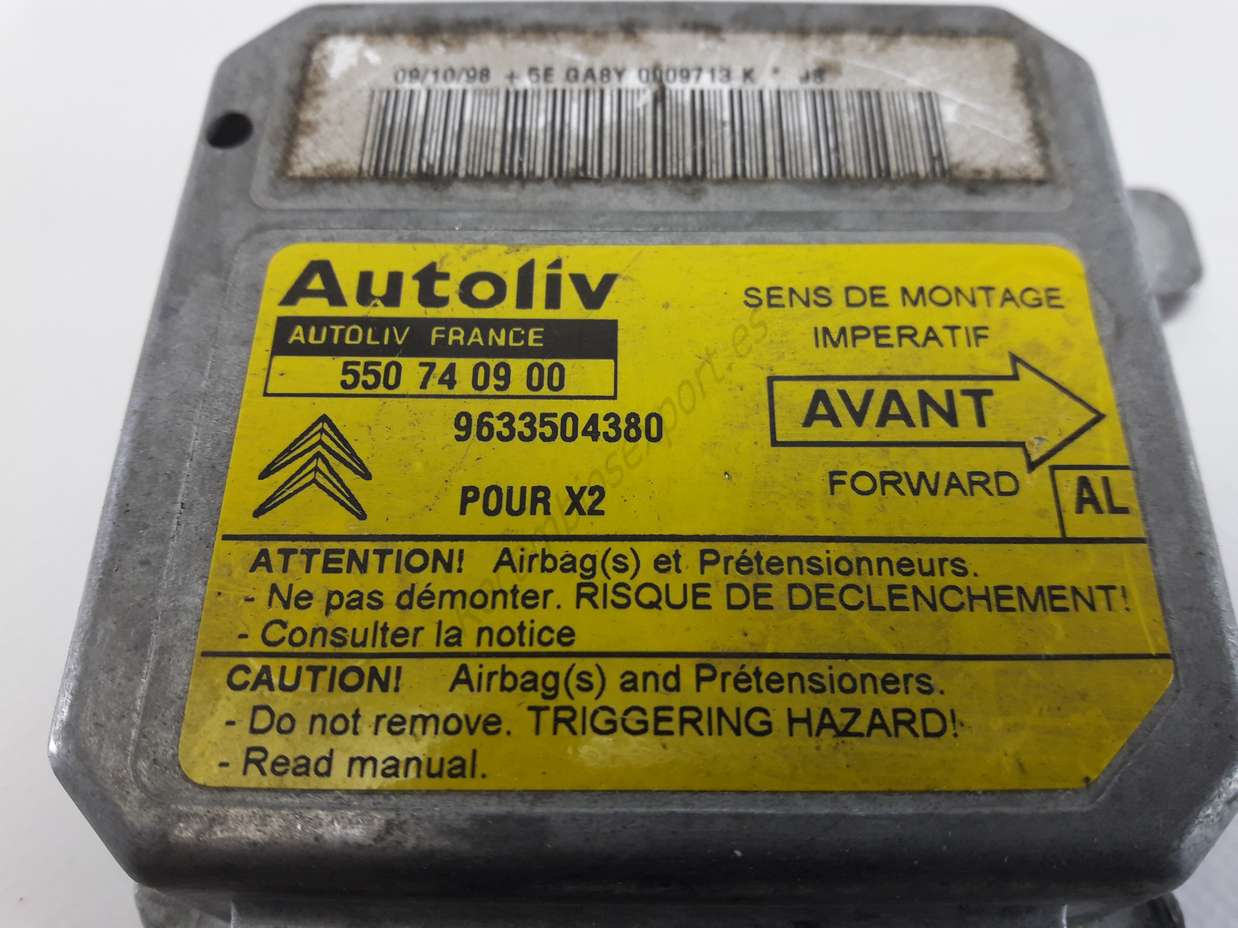 09/10/98 + 5E GA8Y 0009713 K * 
Autoliv
AUTOLIV FRANCE
550 74 09 00
9633504380
POUR X2
SENS DE MONTAGE
IMPERATIF
AVANT
FORWARD
AL
ATTENTION! Airbag(s) et Prétensionneurs.
- Ne pas démonter. RISQUE DE DECLENCHEMENT!
- Consulter la notice
CAUTION! Airbag(s) and Prétensioners.
- Do not remove. TRIGGERING HAZARD!
- Read manual.